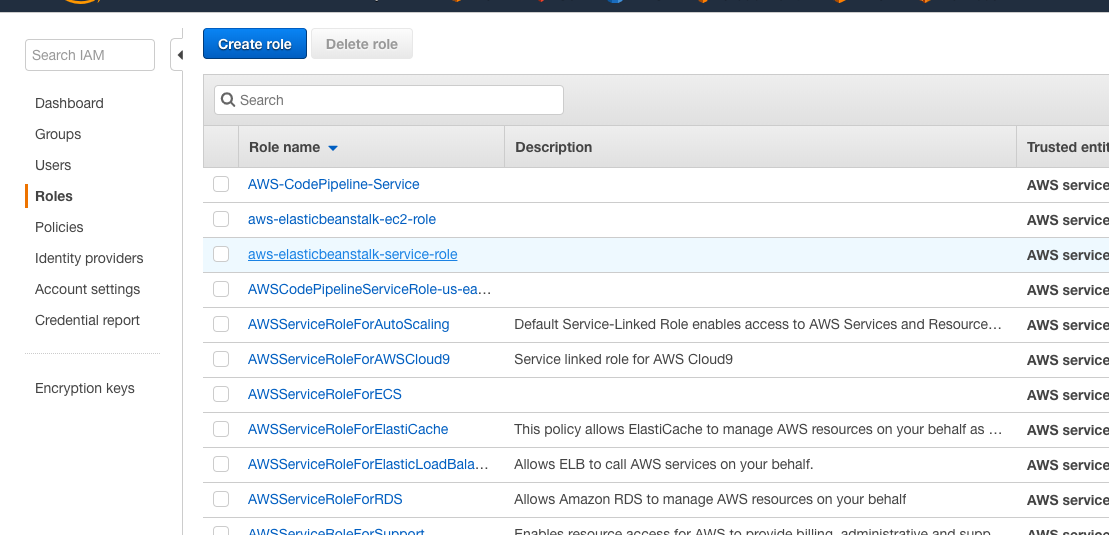 Search IAM
Dashboard
Groups
Users
Roles
Policies
Identity providers
Account settings
Credential report
Encryption keys
Create role
Delete role
Search
Role name
Description
Trusted entit
AWS-CodePipeline-Service
AWS service
aws-elasticbeanstalk-ec2-role
AWS service
aws-elasticbeanstalk-service-role
AWS service
AWSCodePipelineServiceRole-us-ea…
AWS service
AWSServiceRoleForAutoScaling
Default Service-Linked Role enables access to AWS Services and Resource…
AWS service
AWSServiceRoleForAWSCloud9
Service linked role for AWS Cloud9
AWS service
AWSServiceRoleForECS
AWS service
AWSServiceRoleForElastiCache
This policy allows ElastiCache to manage AWS resources on your behalf as …
AWS service
AWSServiceRoleForElasticLoadBala…
Allows ELB to call AWS services on your behalf.
AWS service
AWSServiceRoleForRDS
Allows Amazon RDS to manage AWS resources on your behalf
AWS service
AWSServiceRoleForSupport
Enables resource access for AWS to provide billing, administrative and supp…
AWS service